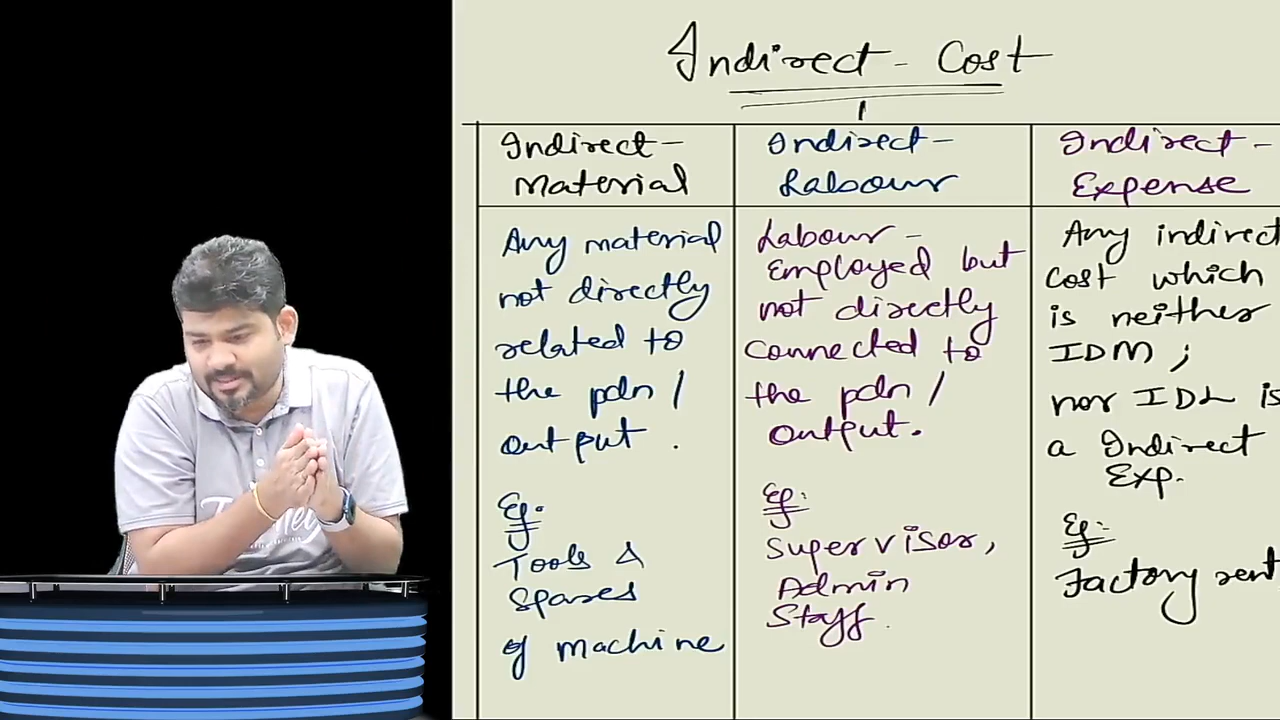 Indirect - Cost
Indirect -
Material
Any material
not directly
related to
the pdn /
output.
Eg.
Tools &
Spares
of machine
Indirect -
Labour
Labour -
Employed but
not directly
connected to
the pdn /
output.
Eg:
Supervisor,
Admin
Staff.
Indirect -
Expense
Any indirect
cost which
is neither
IDM ;
nor IDL is
a Indirect
Exp.
Eg:-
Factory rent